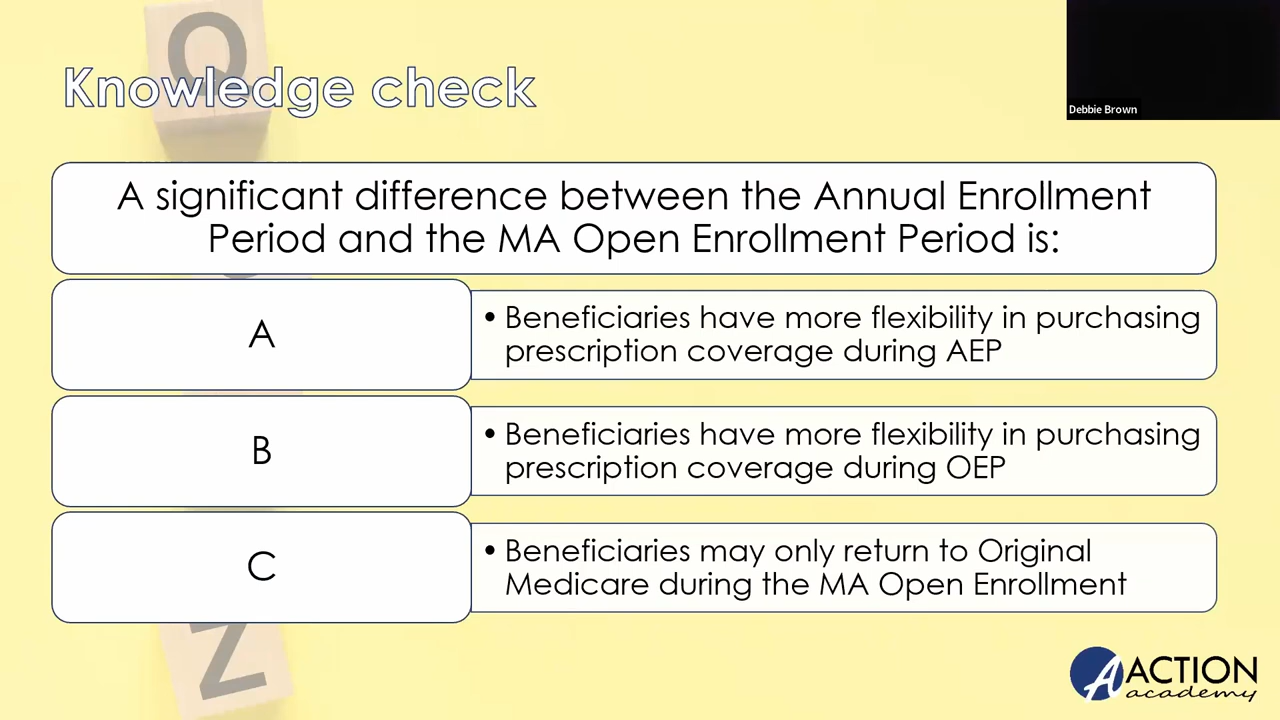 Q
Knowledge check
Debbie Brown
A significant difference between the Annual Enrollment
Period and the MA Open Enrollment Period is:
A
• Beneficiaries have more flexibility in purchasing
prescription coverage during AEP
B
• Beneficiaries have more flexibility in purchasing
prescription coverage during OEP
C
• Beneficiaries may only return to Original
Medicare during the MA Open Enrollment
Z
A ACTION
academy